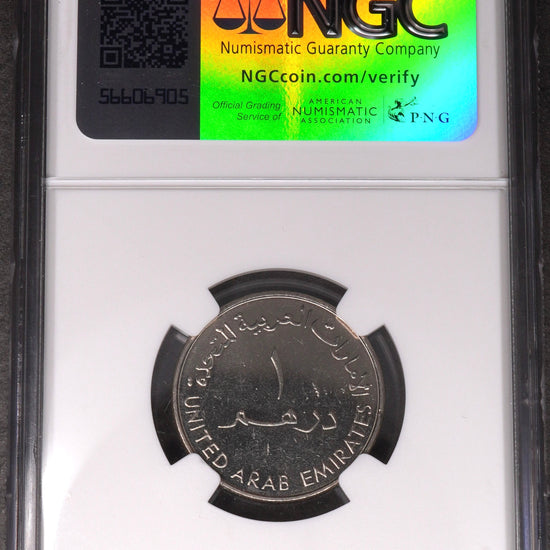 NGC
Numismatic Guaranty Company
NGCcoin.com/verify
56606905
Official Grading
Service of
AMERICAN
NUMISMATIC
ASSOCIATION
P·N·G
الإمارات العربية المتحدة
١
درهم
UNITED ARAB EMIRATES